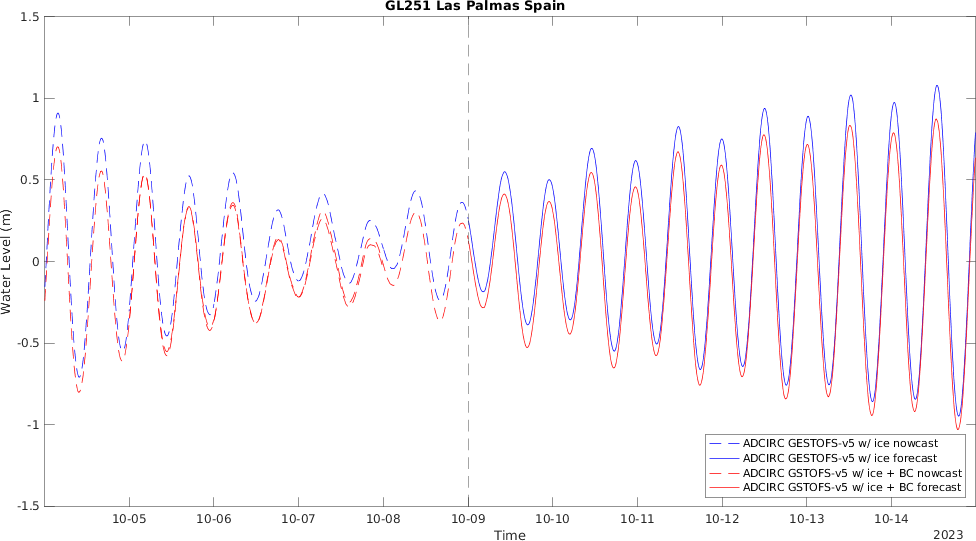 GL251 Las Palmas Spain
1.5
1
0.5
0
-0.5
-1
-1.5
Water Level (m)
10-05 10-06 10-07 10-08 10-09 10-10 10-11 10-12 10-13 10-14
Time
2023
ADCIRC GESTOFS-v5 w/ ice nowcast
ADCIRC GESTOFS-v5 w/ ice forecast
ADCIRC GSTOFS-v5 w/ ice + BC nowcast
ADCIRC GSTOFS-v5 w/ ice + BC forecast